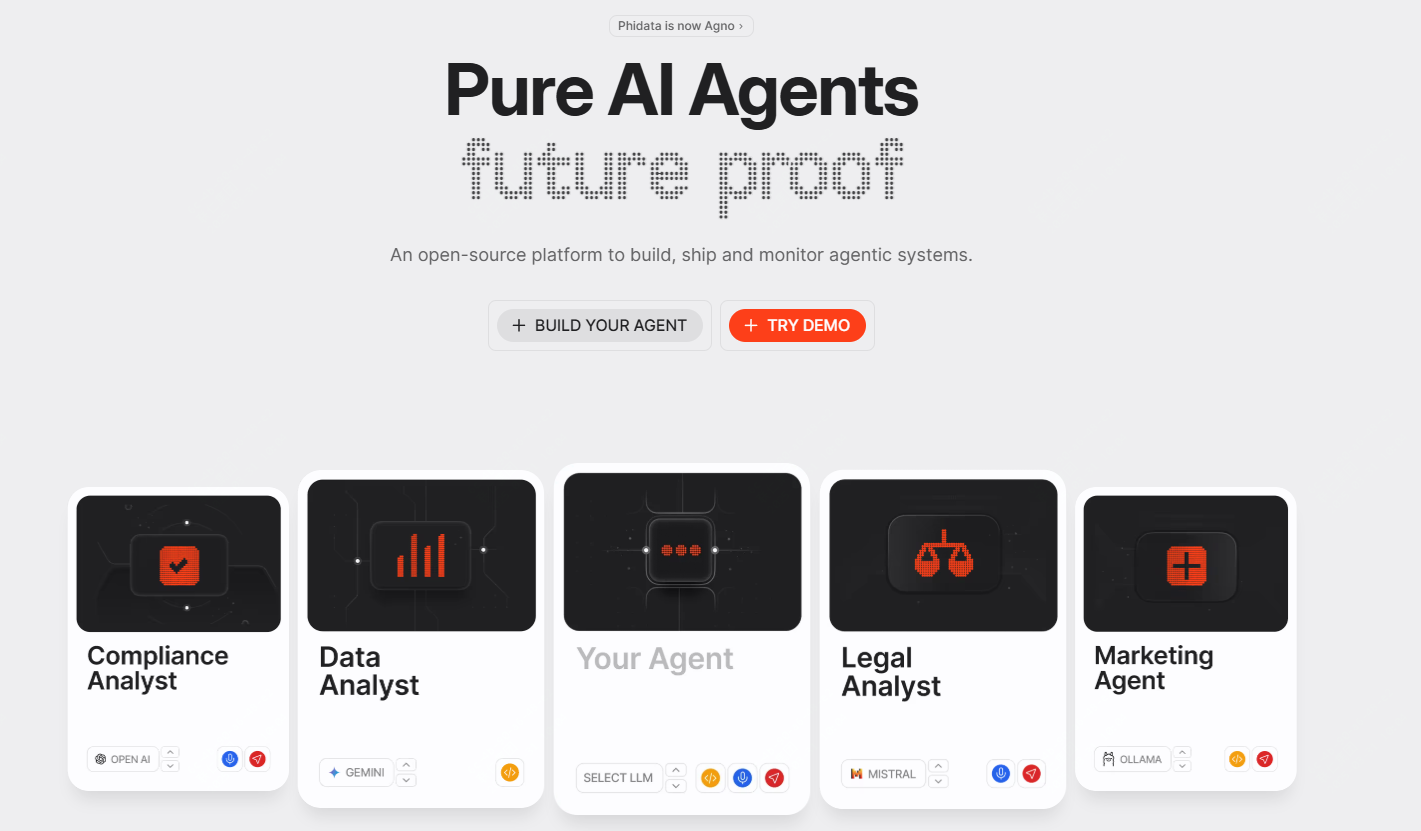 Phidata is now Agno ›
Pure AI Agents
future proof
An open-source platform to build, ship and monitor agentic systems.
+ BUILD YOUR AGENT
+ TRY DEMO
Compliance
Analyst
OPEN AI
Data
Analyst
GEMINI
Your Agent
SELECT LLM
Legal
Analyst
MISTRAL
Marketing
Agent
OLLAMA